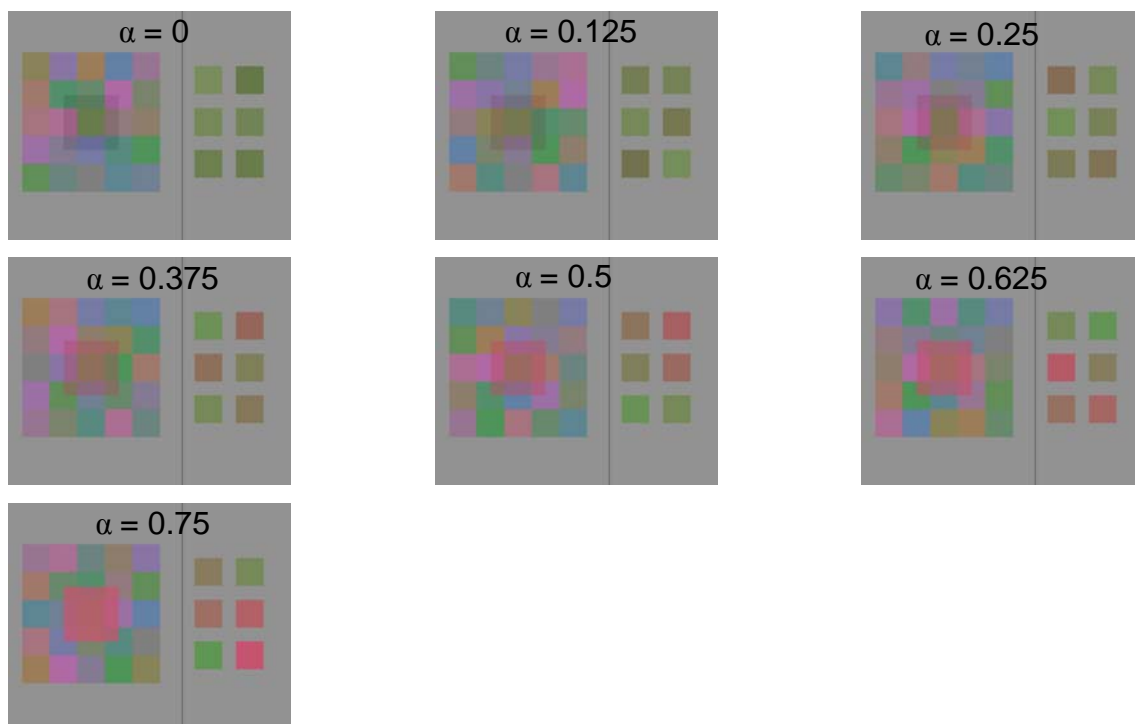 α = 0
α = 0.125
α = 0.25
α = 0.375
α = 0.5
α = 0.625
α = 0.75